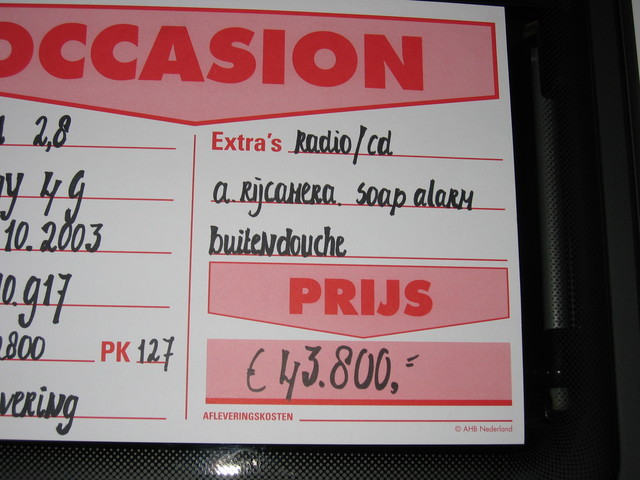 OCCASION
2,8
Extra's Radio/cd
4g
a. Rijcamera. soap alarm
10.2003
buitendouche
0.917
PRIJS
800 PK 127
€ 43.800,=
vering
AFLEVERINGSKOSTEN
© AHB Nederland